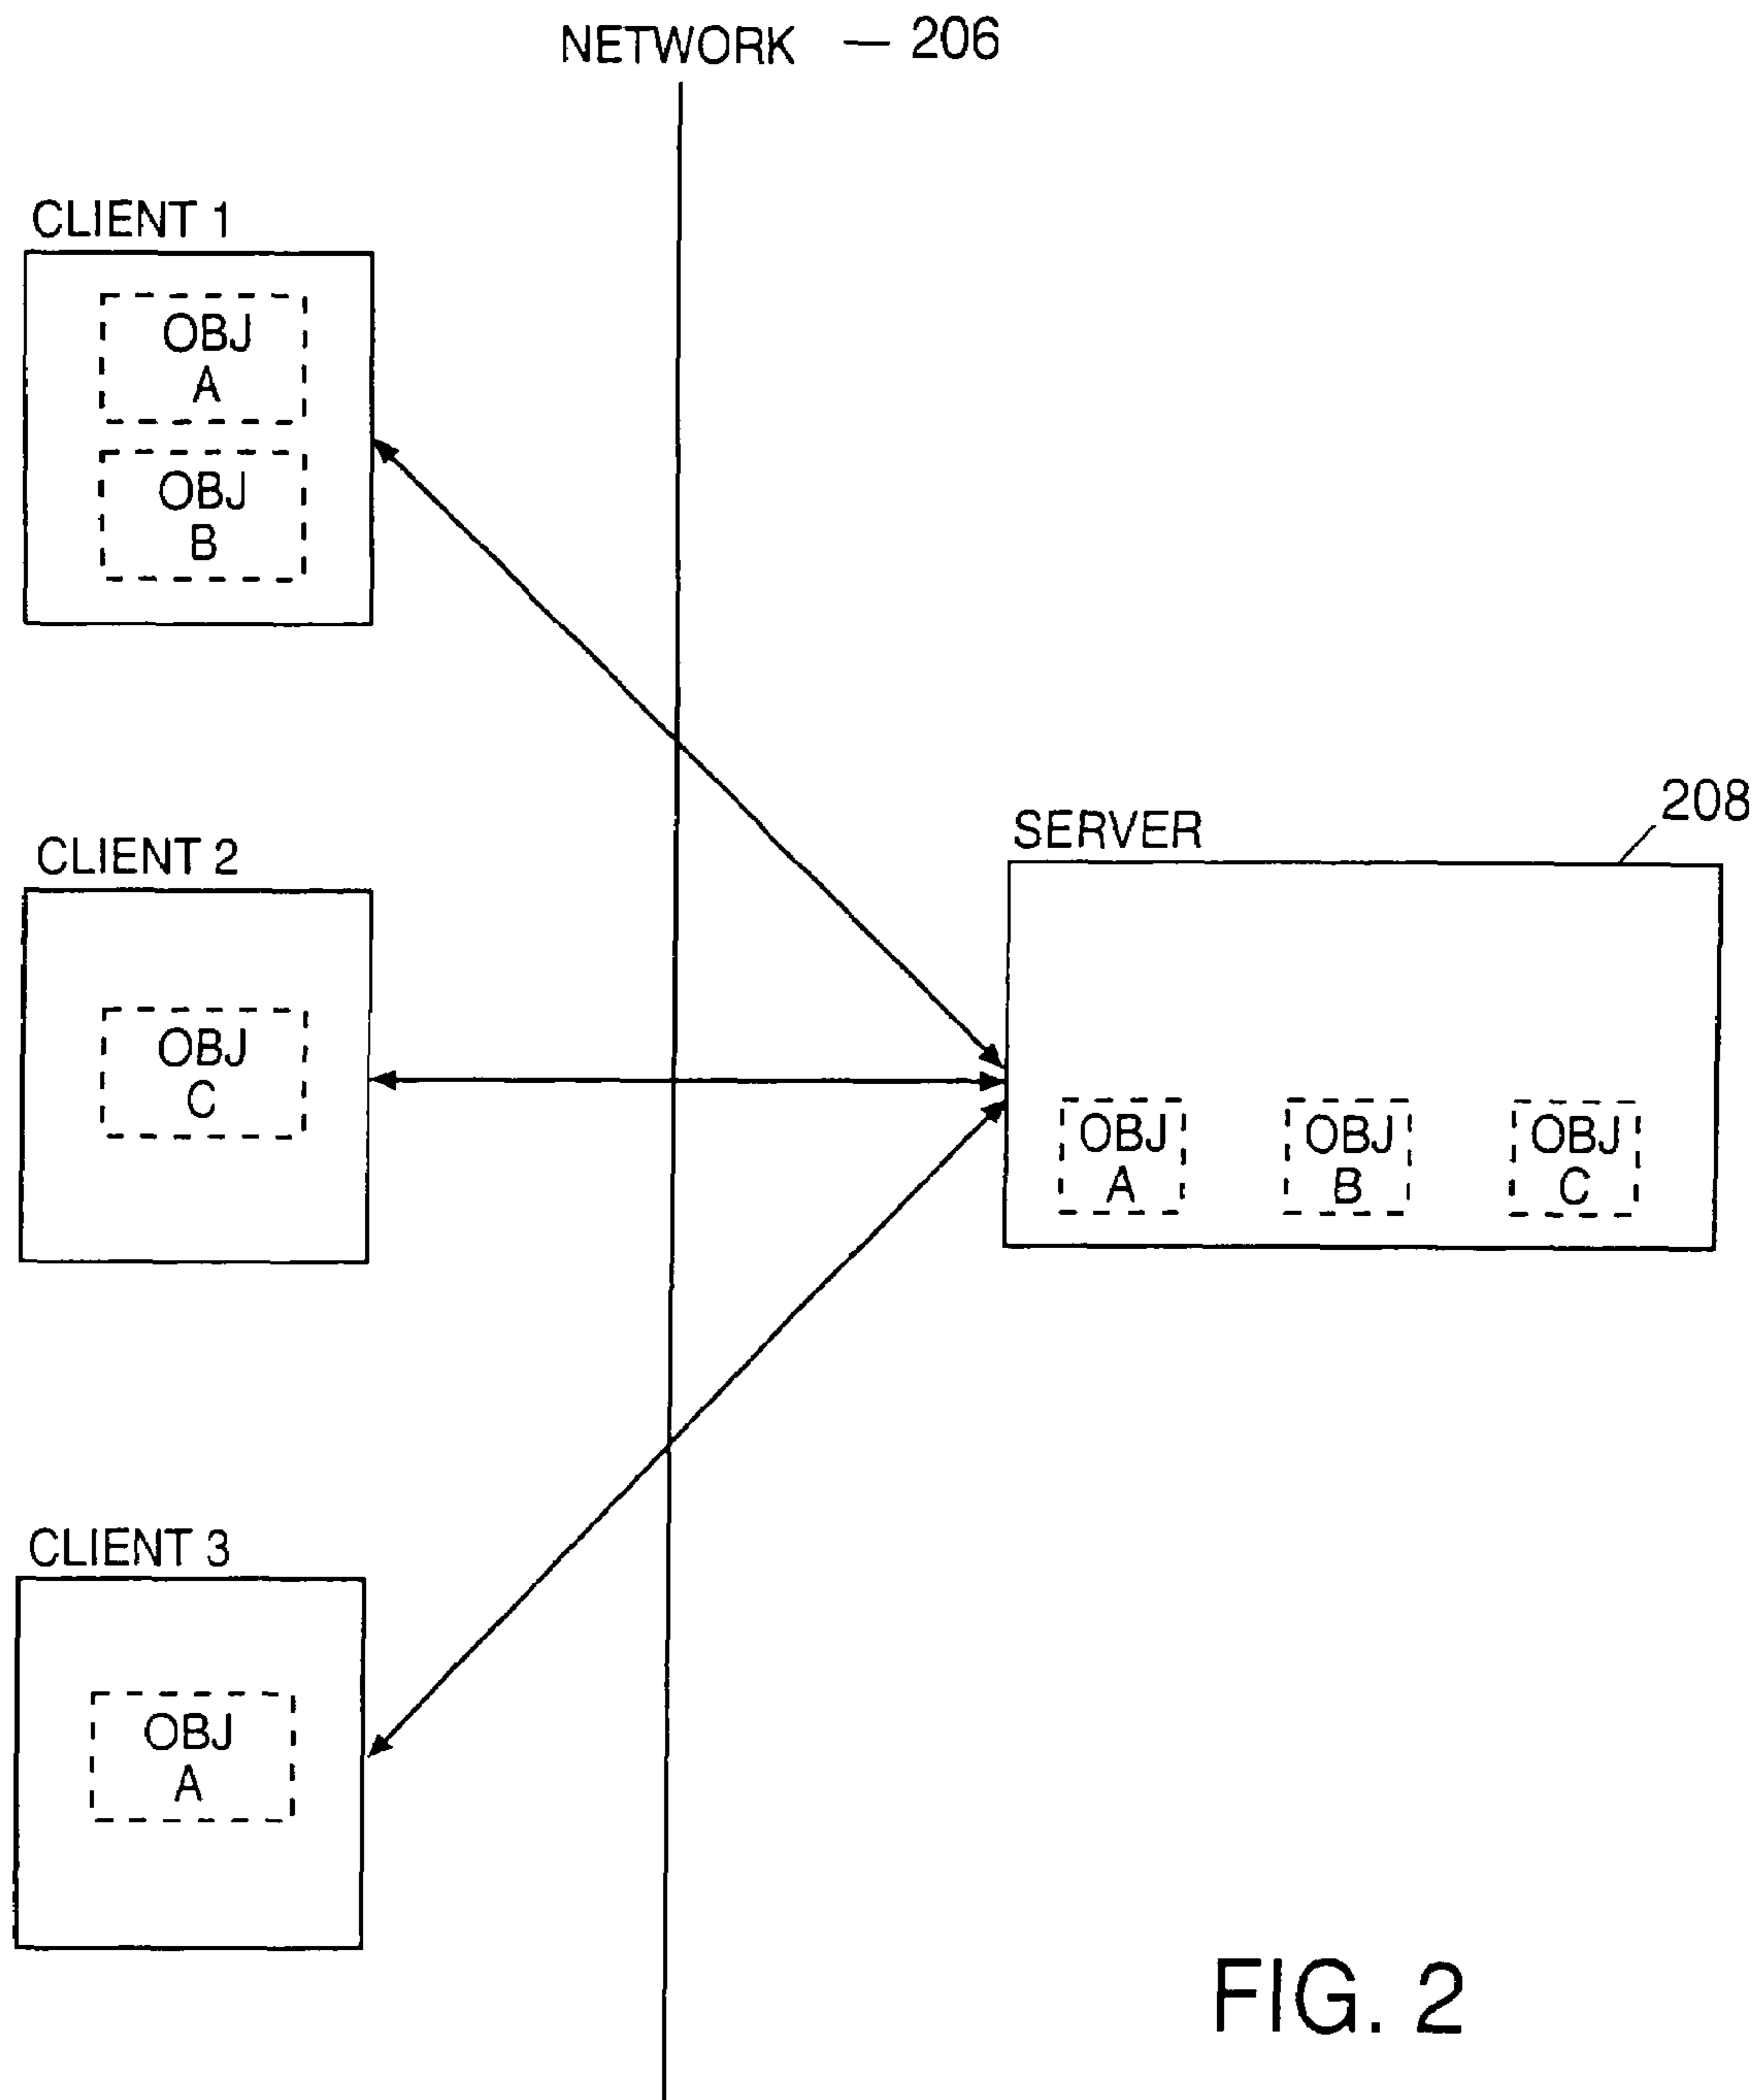 NETWORK — 206
CLIENT 1
OBJ
A
OBJ
B
CLIENT 2
OBJ
C
SERVER
208
OBJ
A
OBJ
B
OBJ
C
CLIENT 3
OBJ
A
FIG. 2